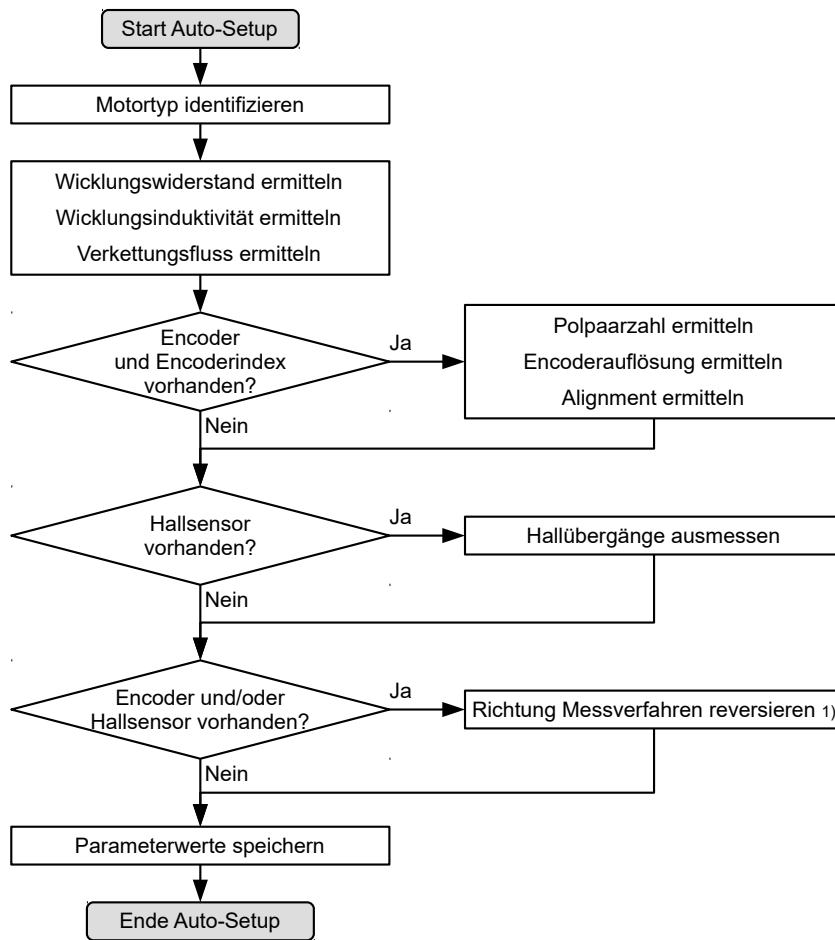 Start Auto-Setup
Motortyp identifizieren
Wicklungswiderstand ermitteln
Wicklungsinduktivität ermitteln
Verkettungsfluss ermitteln
Encoder
und Encoderindex
vorhanden?
Ja
Polpaarzahl ermitteln
Encoderauflösung ermitteln
Alignment ermitteln
Nein
Hallsensor
vorhanden?
Ja
Hallübergänge ausmessen
Nein
Encoder und/oder
Hallsensor vorhanden?
Ja
Richtung Messverfahren reversieren 1)
Nein
Parameterwerte speichern
Ende Auto-Setup